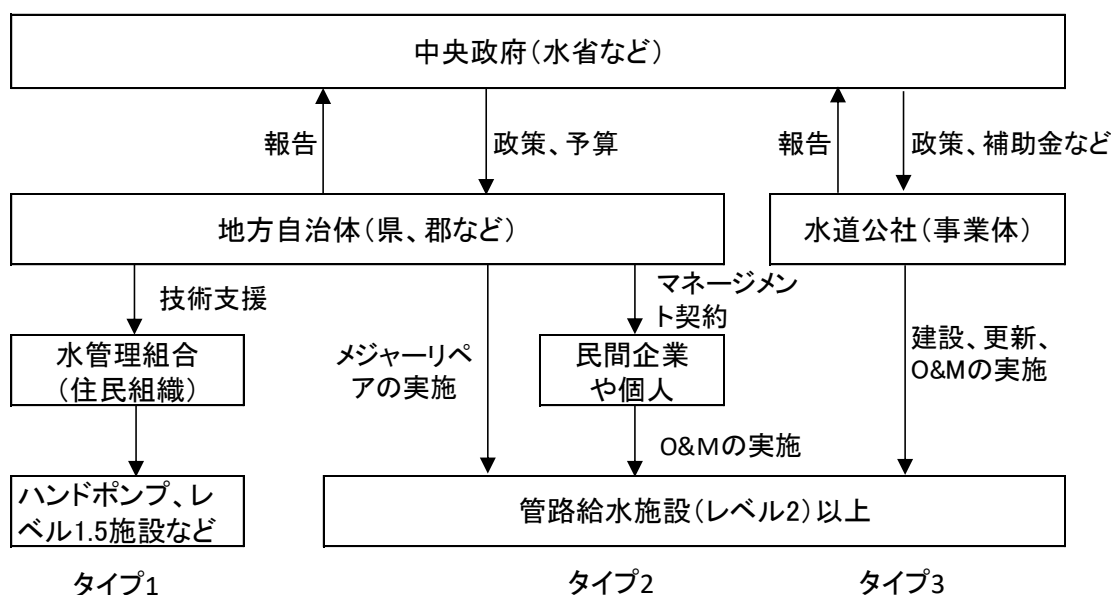 中央政府（水省など）
報告
政策、予算
報告
政策、補助金など
地方自治体（県、郡など）
水道公社（事業体）
技術支援
マネージメン
ト契約
水管理組合
（住民組織）
メジャーリペ
アの実施
民間企業
や個人
建設、更新、
O&Mの実施
O&Mの実施
ハンドポンプ、レ
ベル1.5施設など
管路給水施設（レベル2）以上
タイプ1
タイプ2
タイプ3